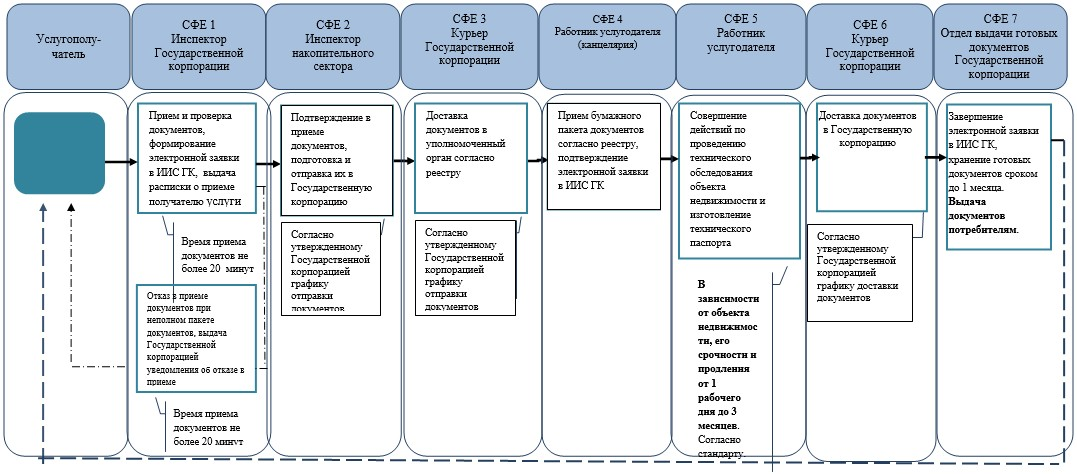 Услугополу-
чатель
СФЕ 1
Инспектор
Государственной
корпорации
СФЕ 2
Инспектор
накопительного
сектора
СФЕ 3
Курьер
Государственной
корпорации
СФЕ 4
Работник услугодателя
(канцелярия)
СФЕ 5
Работник
услугодателя
СФЕ 6
Курьер
Государственной
корпорации
СФЕ 7
Отдел выдачи готовых
документов
Государственной
корпорации
Прием и проверка
документов,
формирование
электронной заявки
в ИИС ГК, выдача
расписки о приеме
получателю услуги
Время приема
документов не
более 20 минут
Отказ в приеме
документов при
неполном пакете
документов, выдача
Государственной
корпорацией
уведомления об отказе в
приеме
Время приема
документов не
более 20 минут
Подтверждение в
приеме
документов,
подготовка и
отправка их в
Государственную
корпорацию
Согласно
утвержденному
Государственной
корпорацией
графику
отправки
документов
Доставка
документов в
уполномоченный
орган согласно
реестру
Согласно
утвержденному
Государственной
корпорацией
графику
отправки
документов
Прием бумажного
пакета документов
согласно реестру,
подтверждение
электронной заявки
в ИИС ГК
Совершение
действий по
проведению
технического
обследования
объекта
недвижимости и
изготовление
технического
паспорта
В
зависимости
от объекта
недвижимос
ти, его
срочности и
продления
от 1
рабочего
дня до 3
месяцев.
Согласно
стандарту.
Доставка документов
в Государственную
корпорацию
Согласно
утвержденному
Государственной
корпорацией
графику доставки
документов
Завершение
электронной заявки
в ИИС ГК,
хранение готовых
документов сроком
до 1 месяца.
Выдача
документов
потребителям.